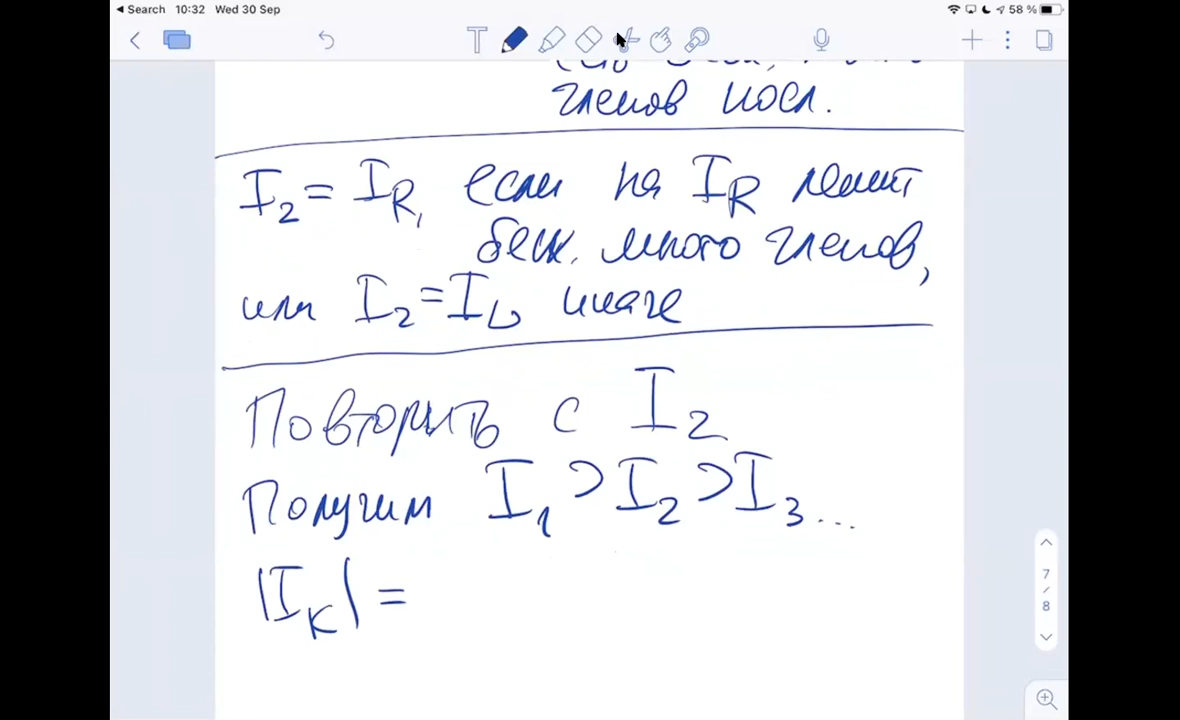 Search 10:32 Wed 30 Sep 58 %
T
членов посл.
I₂ = I_R, если на I_R лежит
беск. много членов,
или I₂ = I_L иначе
Повторить с I₂
Получим I₁ ⊃ I₂ ⊃ I₃ ...
|I_K| =
7
/
8